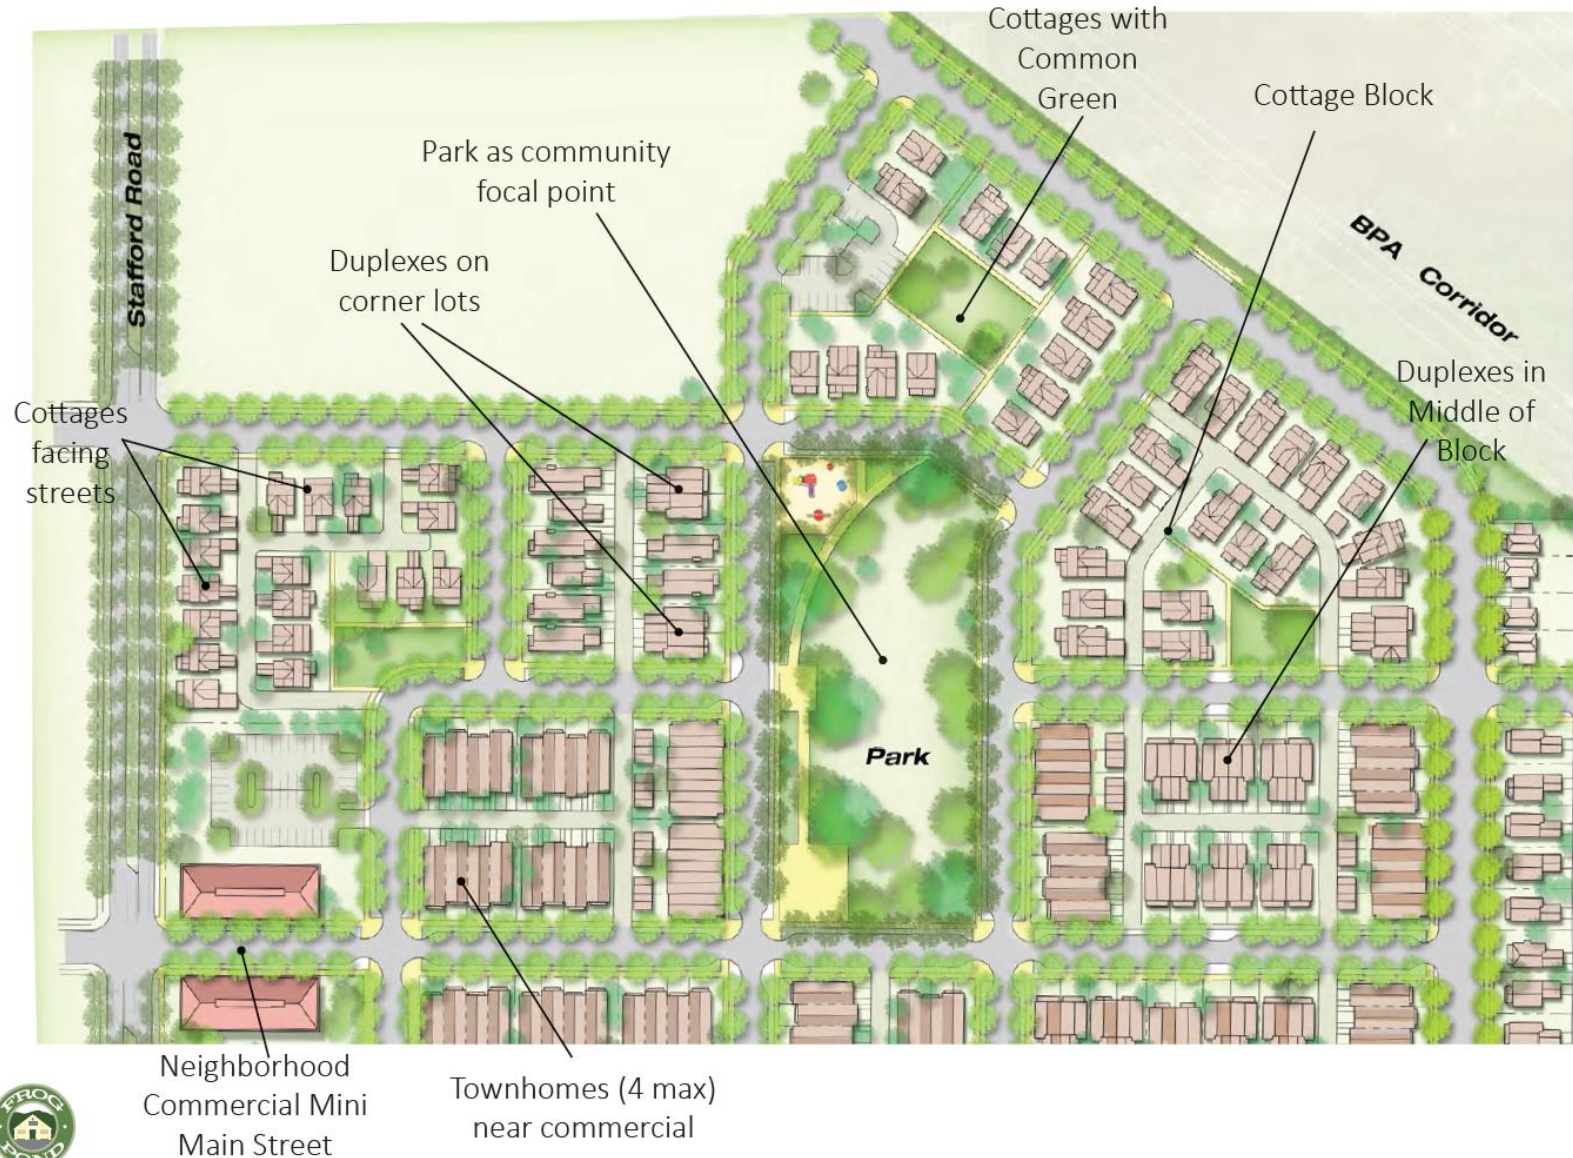 Cottages with
Common
Green
Cottage Block
Park as community
focal point
Stafford Road
BPA Corridor
Duplexes on
corner lots
Duplexes in
Middle of
Block
Cottages
facing
streets
Park
Neighborhood
Commercial Mini
Main Street
Townhomes (4 max)
near commercial
FROG
POND